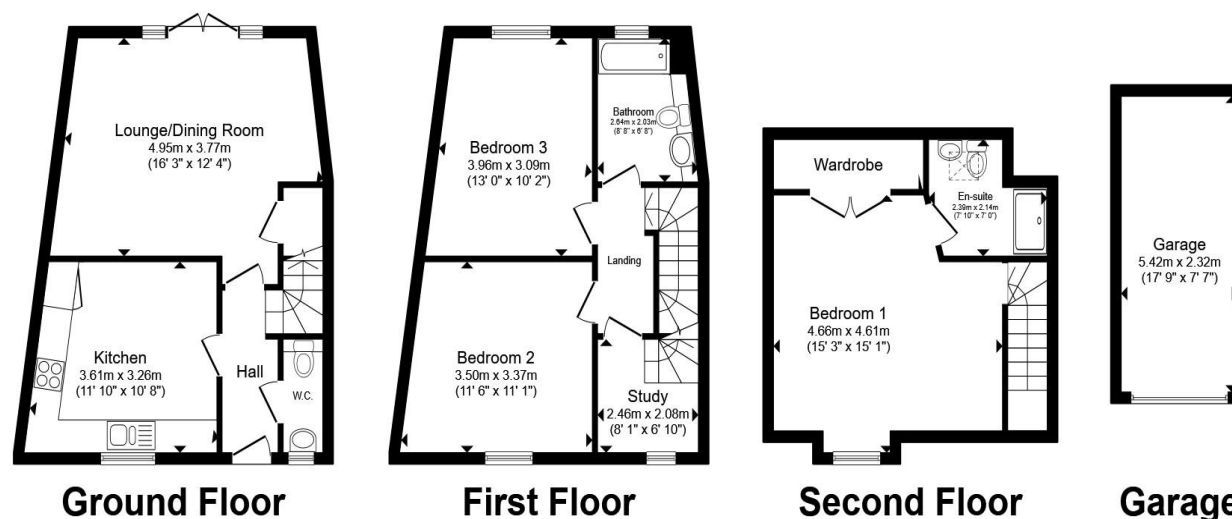 Lounge/Dining Room
4.95m x 3.77m
(16' 3" x 12' 4")
Kitchen
3.61m x 3.26m
(11' 10" x 10' 8")
Hall
W.C.
Ground Floor
Bedroom 3
3.96m x 3.09m
(13' 0" x 10' 2")
Bathroom
2.64m x 2.03m
(8' 8" x 6' 8")
Landing
Bedroom 2
3.50m x 3.37m
(11' 6" x 11' 1")
Study
2.46m x 2.08m
(8' 1" x 6' 10")
First Floor
Wardrobe
En-suite
2.39m x 2.14m
(7' 10" x 7' 0")
Bedroom 1
4.66m x 4.61m
(15' 3" x 15' 1")
Second Floor
Garage
5.42m x 2.32m
(17' 9" x 7' 7")
Garage